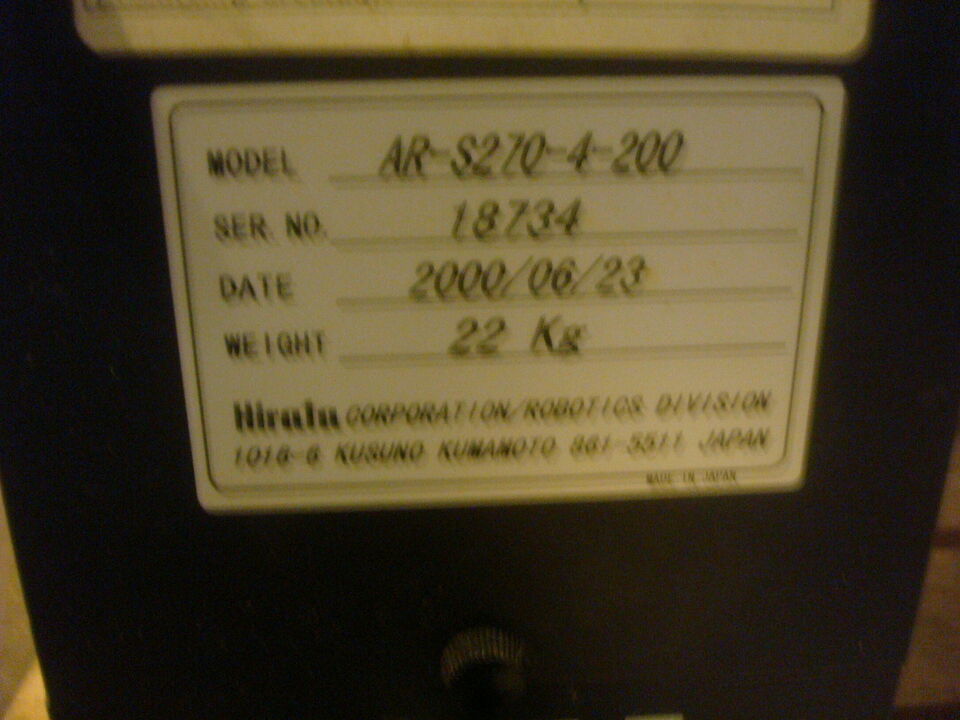 MODEL AR-S270-4-200
SER. NO. 18734
DATE 2000/06/23
WEIGHT 22 Kg
Hirata CORPORATION/ROBOTICS DIVISION
1016-6 KUSUNO KUMAMOTO 861-5511 JAPAN
MADE IN JAPAN